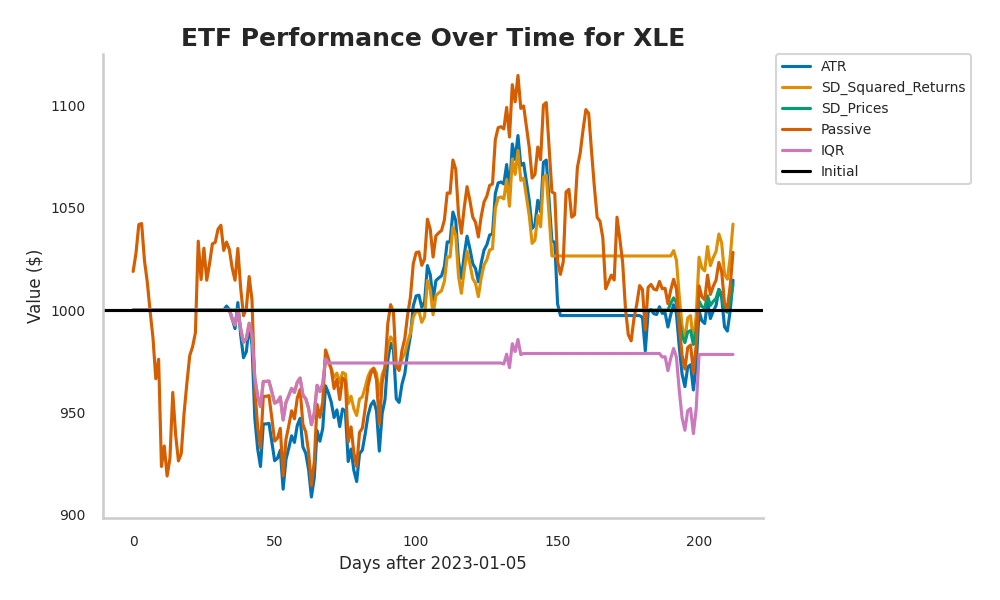 ETF Performance Over Time for XLE
ATR
SD_Squared_Returns
SD_Prices
Passive
IQR
Initial
Value ($)
1100
1050
1000
950
900
0 50 100 150 200
Days after 2023-01-05